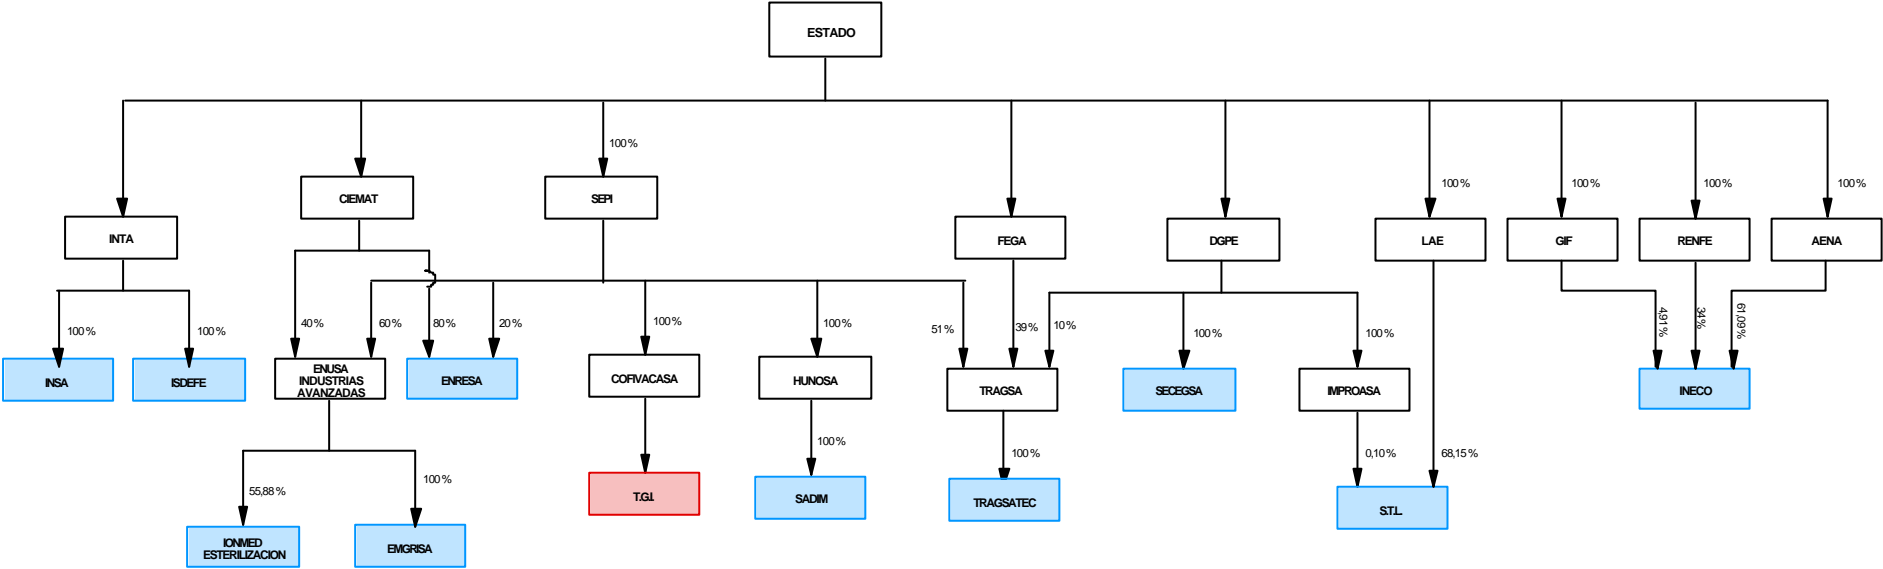 ESTADO
100%
CIEMAT
SEPI
100%
100%
100%
100%
INTA
FEGA
DGPE
LAE
GIF
RENFE
AENA
100%
100%
40%
60%
80%
20%
100%
100%
51%
39%
10%
100%
100%
4,91%
34%
61,09%
INSA
ISDEFE
ENUSA
INDUSTRIAS
AVANZADAS
ENRESA
COFIVACASA
HUNOSA
TRAGSA
SECEGSA
IMPROASA
INECO
100%
100%
0,10%
68,15%
55,88%
100%
T.G.I.
SADIM
TRAGSATEC
S.T.L.
IONMED
ESTERILIZACION
EMGRISA